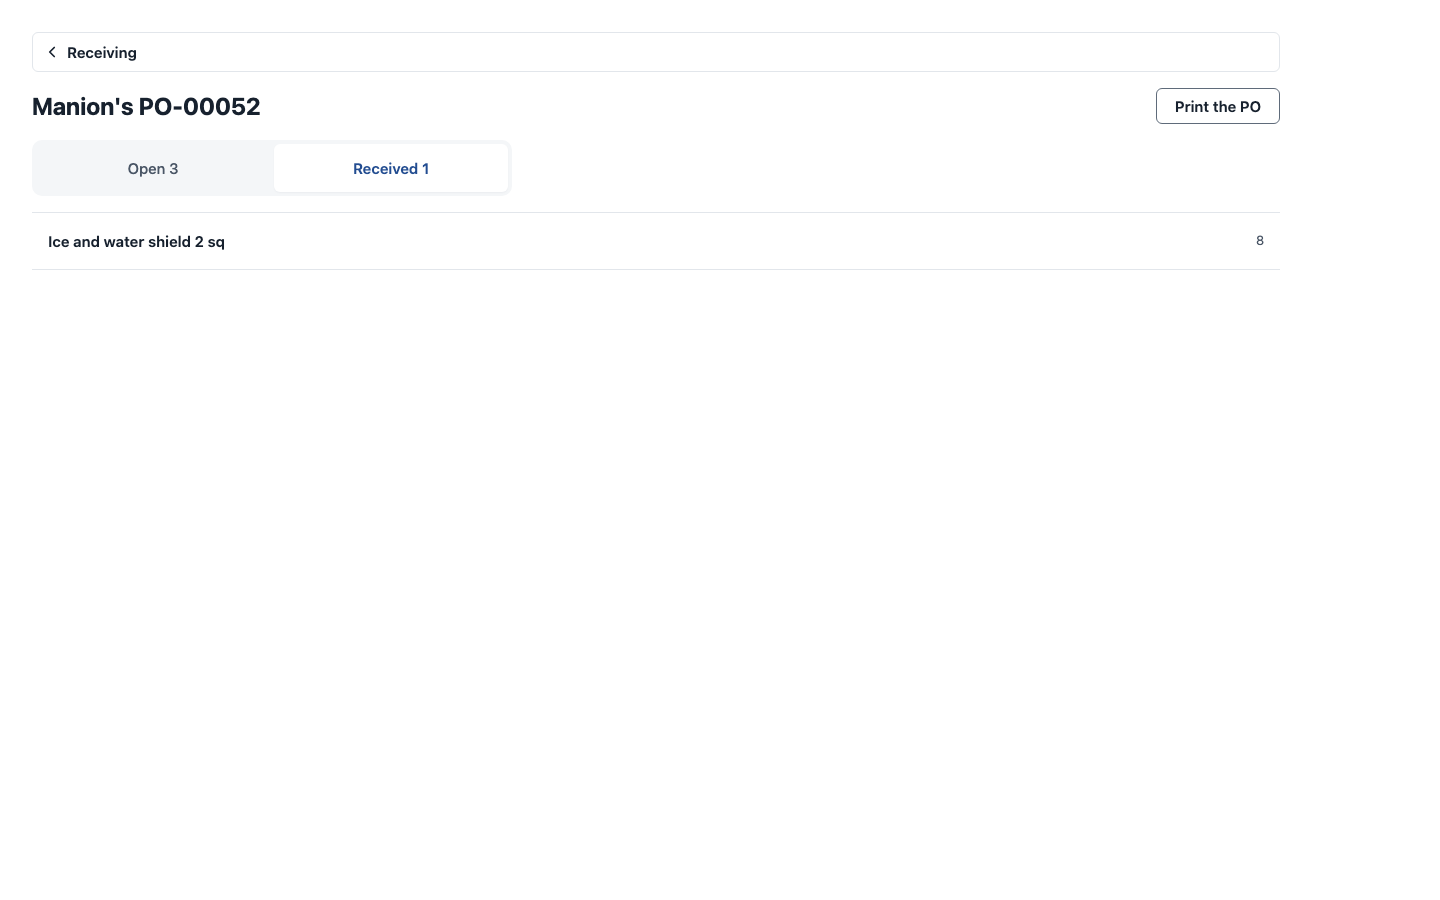 Receiving
Manion's PO-00052
Print the PO
Open 3
Received 1
Ice and water shield 2 sq
8